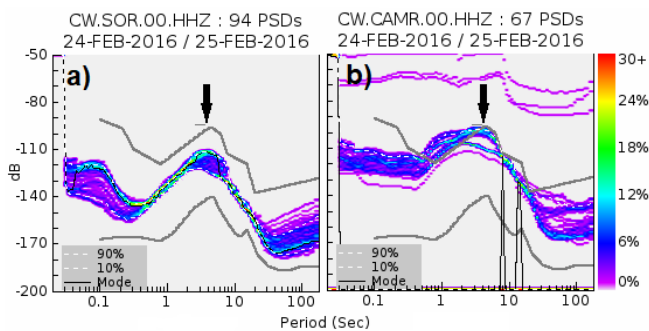 CW.SOR.00.HHZ : 94 PSDs
24-FEB-2016 / 25-FEB-2016
CW.CAMR.00.HHZ : 67 PSDs
24-FEB-2016 / 25-FEB-2016
a)
b)
dB
-50
-80
-110
-140
-170
-200
90%
10%
Mode
90%
10%
Mode
30+
24%
18%
12%
6%
0%
0.1 1 10 100
0.1 1 10 100
Period (Sec)